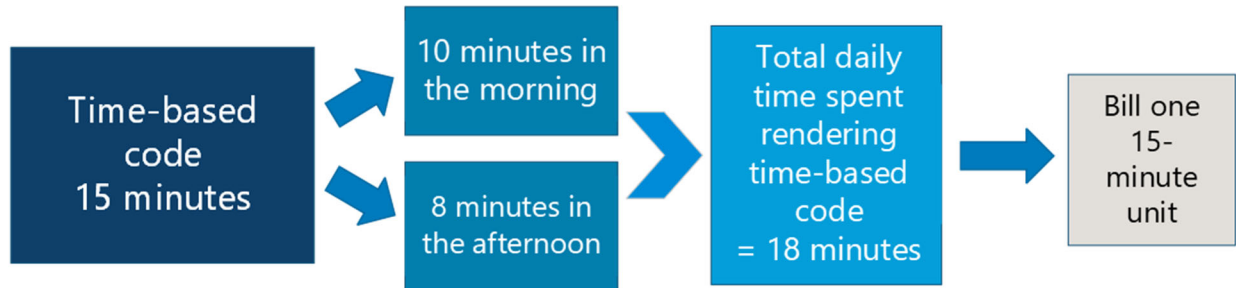 Time-based
code
15 minutes
10 minutes in
the morning
8 minutes in
the afternoon
Total daily
time spent
rendering
time-based
code
= 18 minutes
Bill one
15-
minute
unit